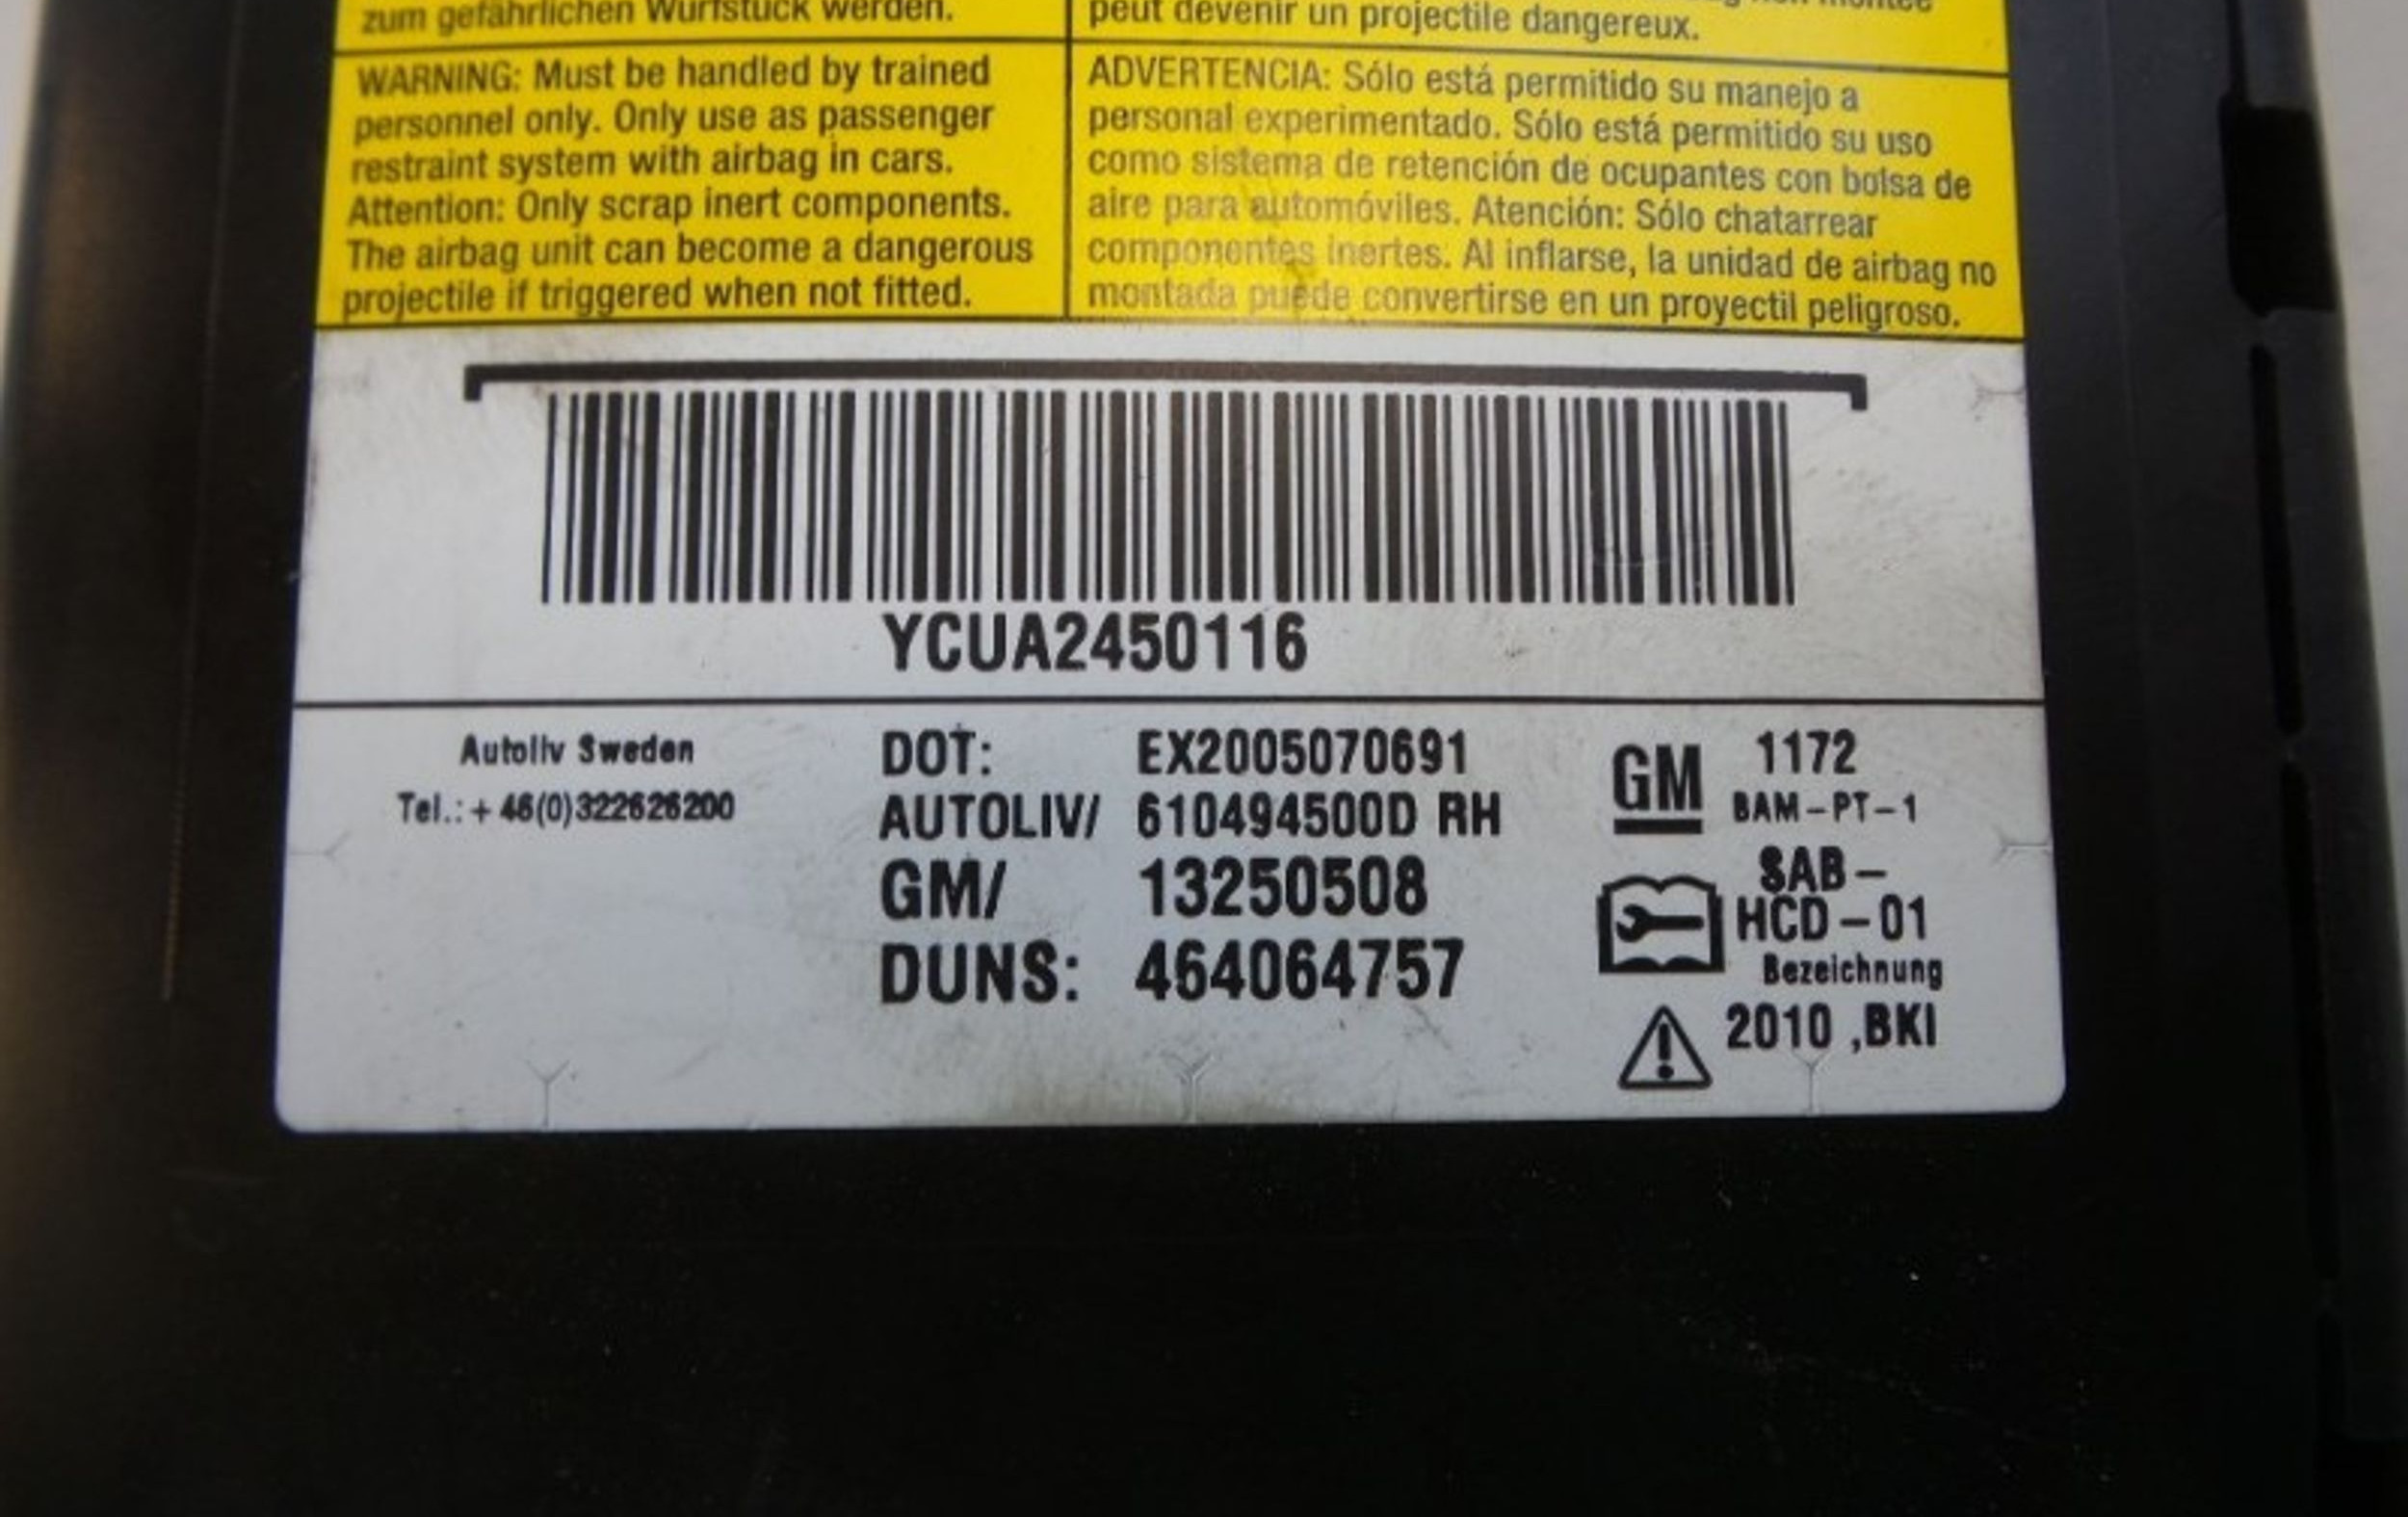 zum gefährlichen Wurfstück werden.
peut devenir un projectile dangereux.
WARNING: Must be handled by trained
personnel only. Only use as passenger
restraint system with airbag in cars.
Attention: Only scrap inert components.
The airbag unit can become a dangerous
projectile if triggered when not fitted.
ADVERTENCIA: Sólo está permitido su manejo a
personal experimentado. Sólo está permitido su uso
como sistema de retención de ocupantes con bolsa de
aire para automóviles. Atención: Sólo chatarrear
componentes inertes. Al inflarse, la unidad de airbag no
montada puede convertirse en un proyectil peligroso.
YCUA2450116
Autoliv Sweden
Tel.: + 46(0)322626200
DOT: EX2005070691
AUTOLIV/ 610494500D RH
GM/ 13250508
DUNS: 464064757
GM 1172
BAM-PT-1
SAB-
HCD-01
Bezeichnung
2010 ,BKI